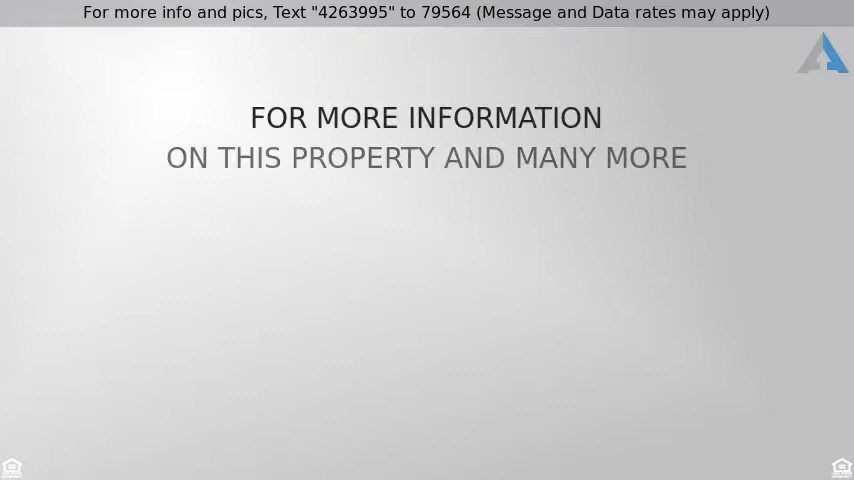 For more info and pics, Text "4263995" to 79564 (Message and Data rates may apply)
FOR MORE INFORMATION
ON THIS PROPERTY AND MANY MORE